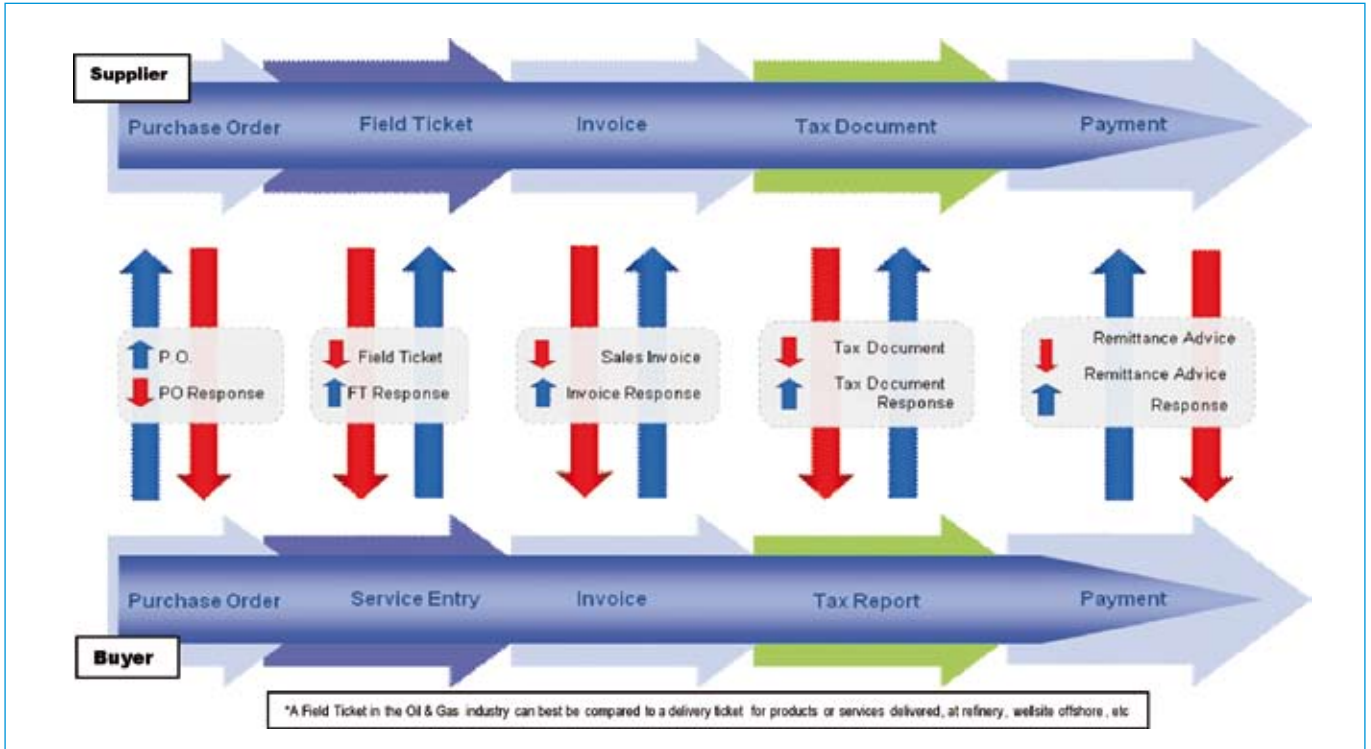 Supplier
Purchase Order
Field Ticket
Invoice
Tax Document
Payment
P.O.
PO Response
Field Ticket
FT Response
Sales Invoice
Invoice Response
Tax Document
Tax Document
Response
Remittance Advice
Remittance Advice
Response
Purchase Order
Service Entry
Invoice
Tax Report
Payment
Buyer
*A Field Ticket in the Oil & Gas industry can best be compared to a delivery ticket for products or services delivered, at refinery, wellsite offshore, etc